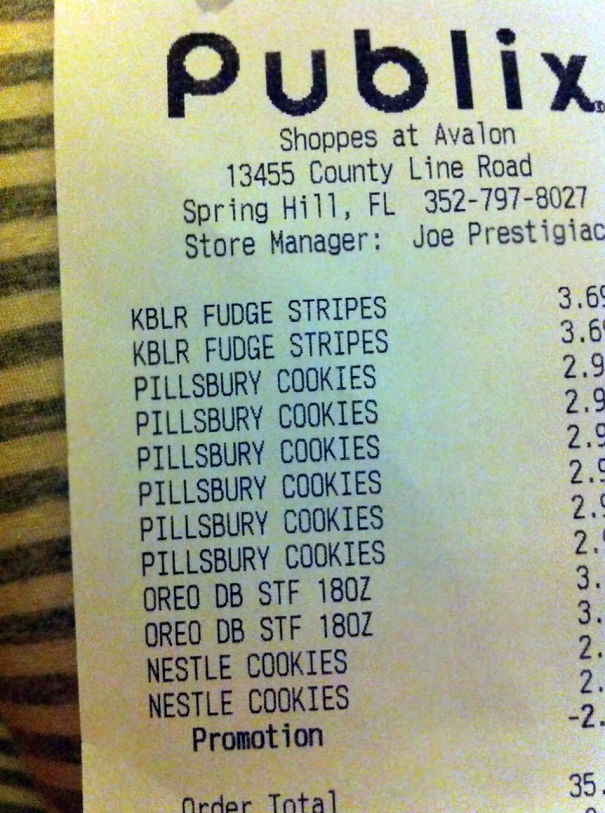 Publix
Shoppes at Avalon
13455 County Line Road
Spring Hill, FL 352-797-8027
Store Manager: Joe Prestigiac
KBLR FUDGE STRIPES 3.69
KBLR FUDGE STRIPES 3.69
PILLSBURY COOKIES 2.9
PILLSBURY COOKIES 2.9
PILLSBURY COOKIES 2.9
PILLSBURY COOKIES 2.9
PILLSBURY COOKIES 2.9
PILLSBURY COOKIES 2.9
OREO DB STF 18OZ 3.
OREO DB STF 18OZ 3.
NESTLE COOKIES 2.
NESTLE COOKIES 2.
Promotion -2.
Order Total 35.